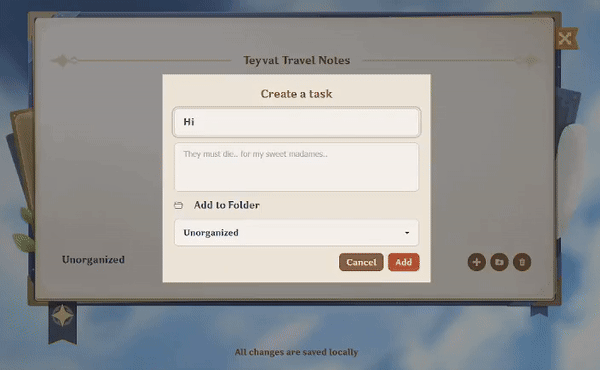 Teyvat Travel Notes
Create a task
Hi
They must die.. for my sweet madames..
Add to Folder
Unorganized
Cancel Add
Unorganized
All changes are saved locally